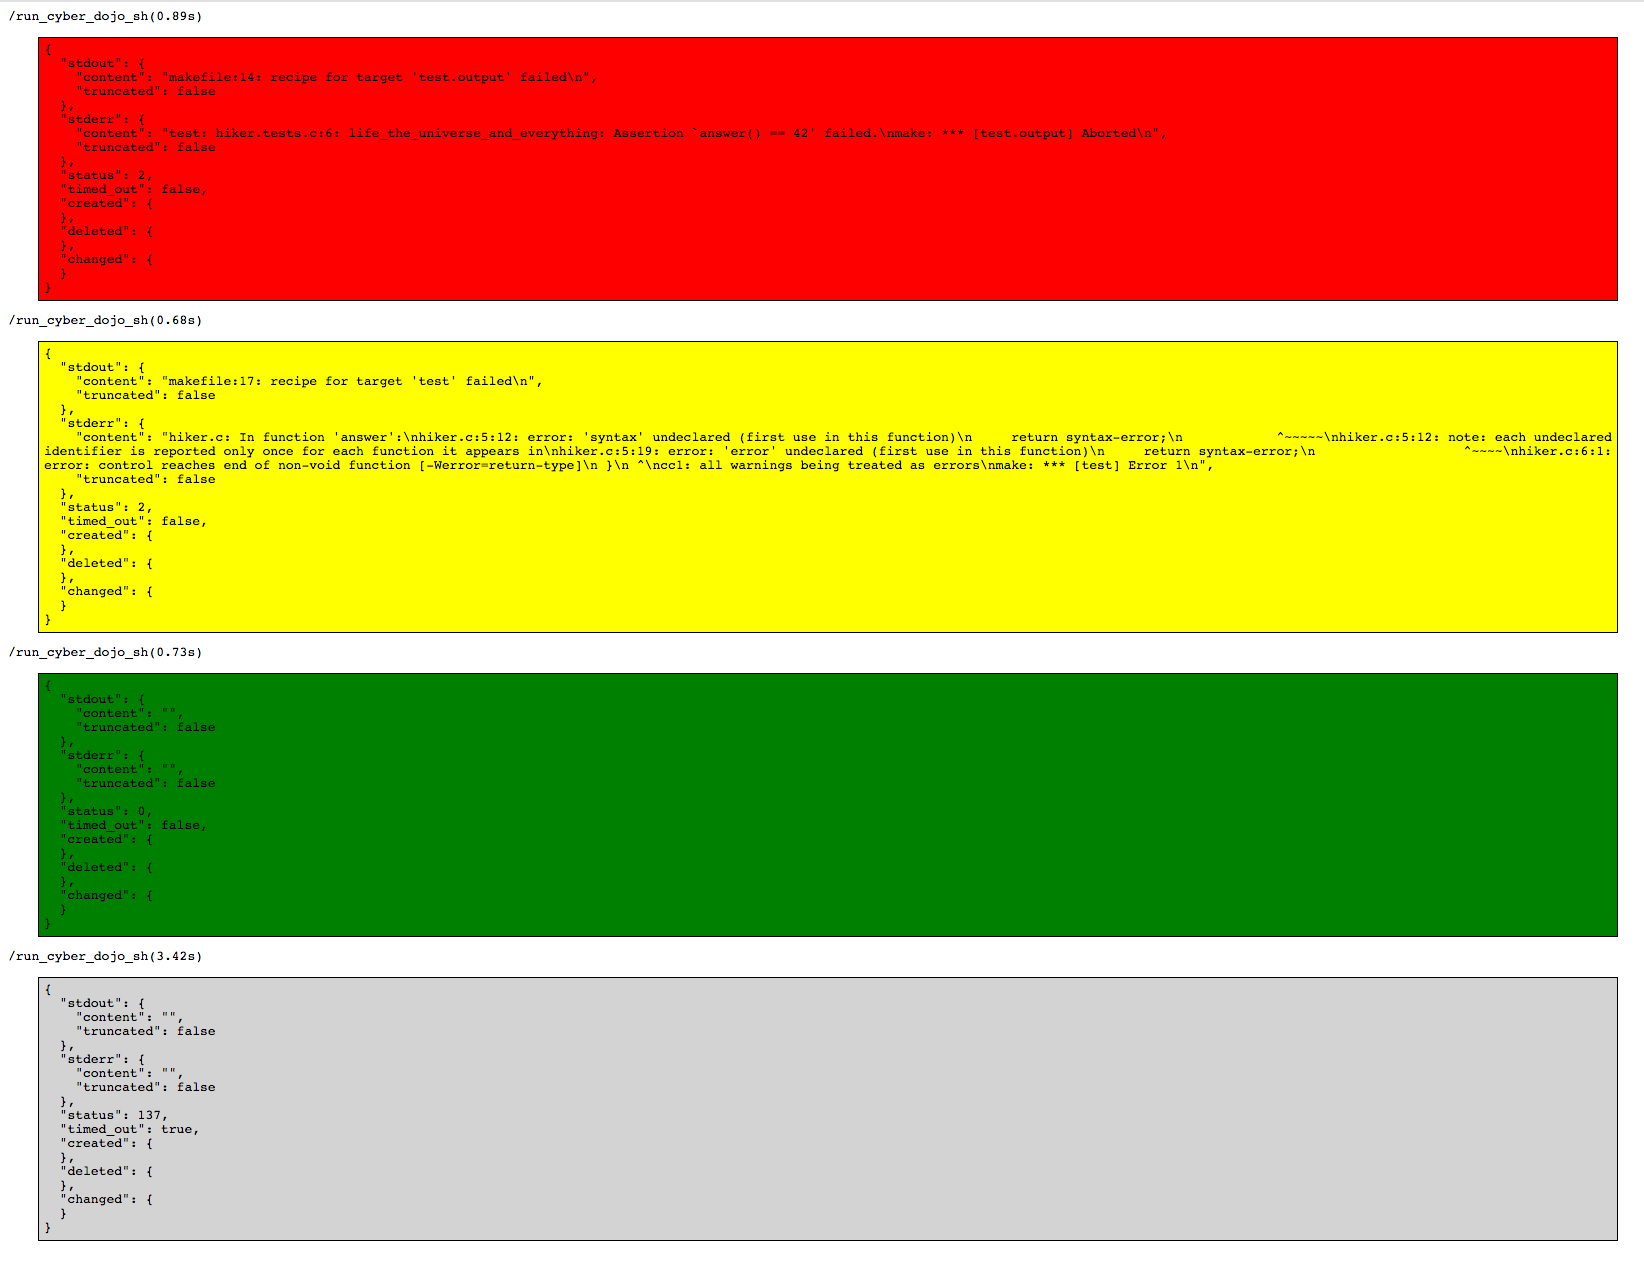 /run_cyber_dojo_sh(0.89s)
{
  "stdout": {
    "content": "makefile:14: recipe for target 'test.output' failed\n",
    "truncated": false
  },
  "stderr": {
    "content": "test: hiker.tests.c:6: life_the_universe_and_everything: Assertion `answer() == 42' failed.\nmake: *** [test.output] Aborted\n",
    "truncated": false
  },
  "status": 2,
  "timed_out": false,
  "created": {
  },
  "deleted": {
  },
  "changed": {
  }
}
/run_cyber_dojo_sh(0.68s)
{
  "stdout": {
    "content": "makefile:17: recipe for target 'test' failed\n",
    "truncated": false
  },
  "stderr": {
    "content": "hiker.c: In function 'answer':\nhiker.c:5:12: error: 'syntax' undeclared (first use in this function)\n     return syntax-error;\n            ^~~~~~\nhiker.c:5:12: note: each undeclared
identifier is reported only once for each function it appears in\nhiker.c:5:19: error: 'error' undeclared (first use in this function)\n     return syntax-error;\n                   ^~~~~\nhiker.c:6:1:
error: control reaches end of non-void function [-Werror=return-type]\n }\n ^\ncc1: all warnings being treated as errors\nmake: *** [test] Error 1\n",
    "truncated": false
  },
  "status": 2,
  "timed_out": false,
  "created": {
  },
  "deleted": {
  },
  "changed": {
  }
}
/run_cyber_dojo_sh(0.73s)
{
  "stdout": {
    "content": "",
    "truncated": false
  },
  "stderr": {
    "content": "",
    "truncated": false
  },
  "status": 0,
  "timed_out": false,
  "created": {
  },
  "deleted": {
  },
  "changed": {
  }
}
/run_cyber_dojo_sh(3.42s)
{
  "stdout": {
    "content": "",
    "truncated": false
  },
  "stderr": {
    "content": "",
    "truncated": false
  },
  "status": 137,
  "timed_out": true,
  "created": {
  },
  "deleted": {
  },
  "changed": {
  }
}